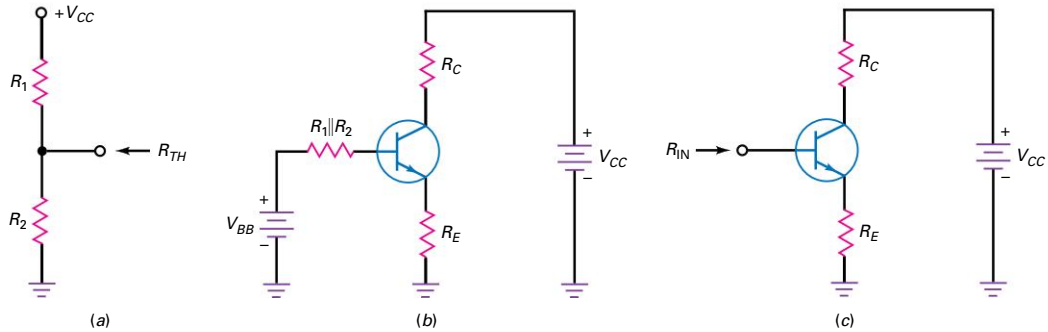 +V_CC
R_1
R_TH
R_2
(a)
R_C
R_1||R_2
+
V_CC
−
+
V_BB
−
R_E
(b)
R_C
R_IN
+
V_CC
−
R_E
(c)